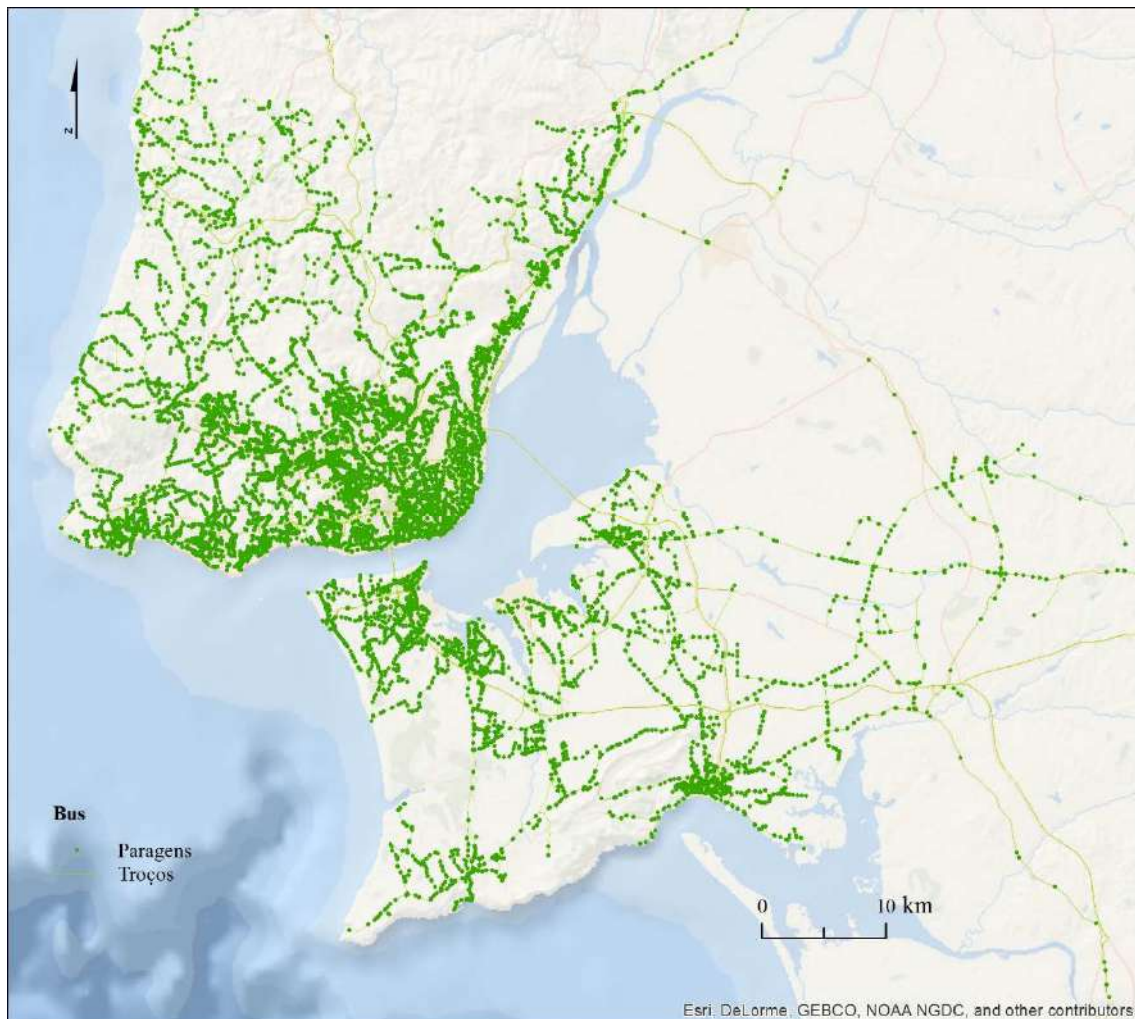 N
Bus
Paragens
Troços
0 10 km
Esri, DeLorme, GEBCO, NOAA NGDC, and other contributors